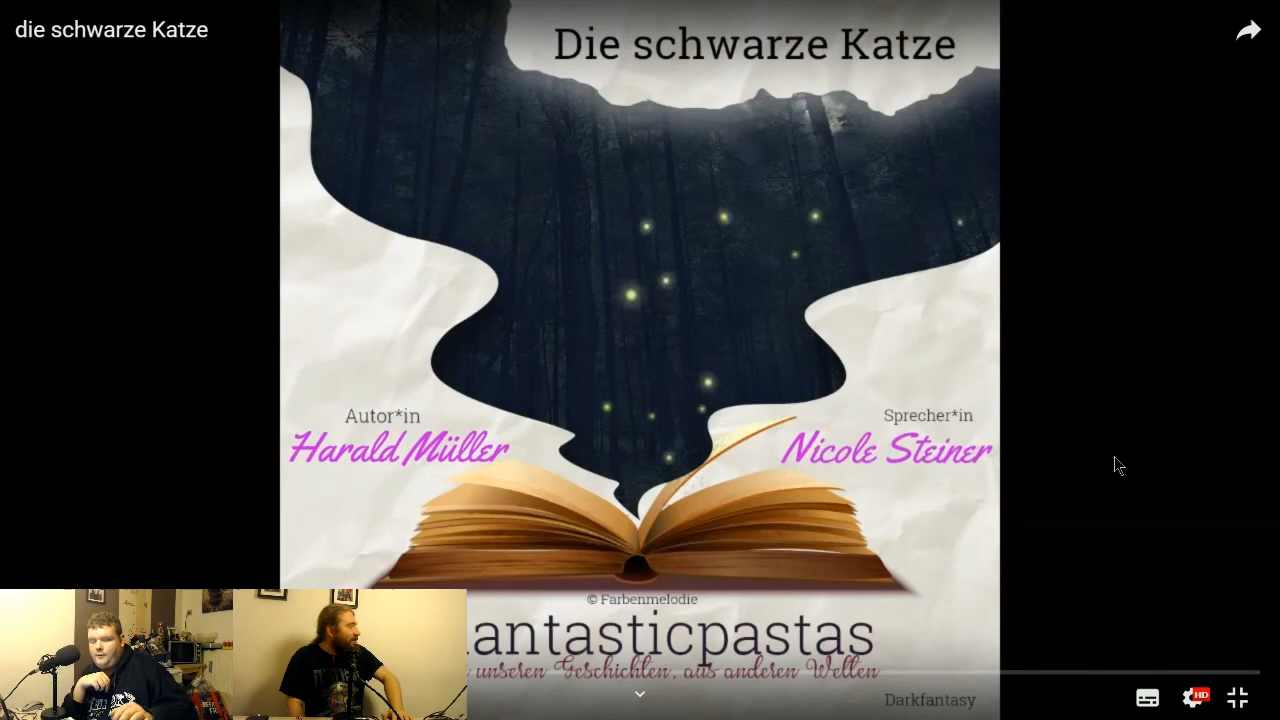 die schwarze Katze
Die schwarze Katze
Autor*in
Harald Müller
Sprecher*in
Nicole Steiner
© Farbenmelodie
antasticpastas
unseren Geschichten, aus anderen Welten
Darkfantasy
HD